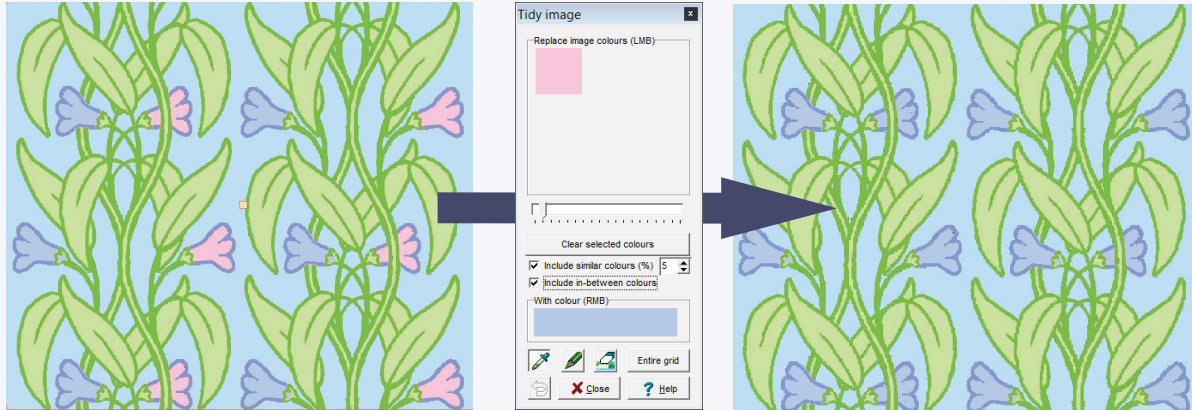 Tidy image
x
Replace image colours (LMB)
Clear selected colours
Include similar colours (%) 5
Include in-between colours
With colour (RMB)
Entire grid
Close ? Help